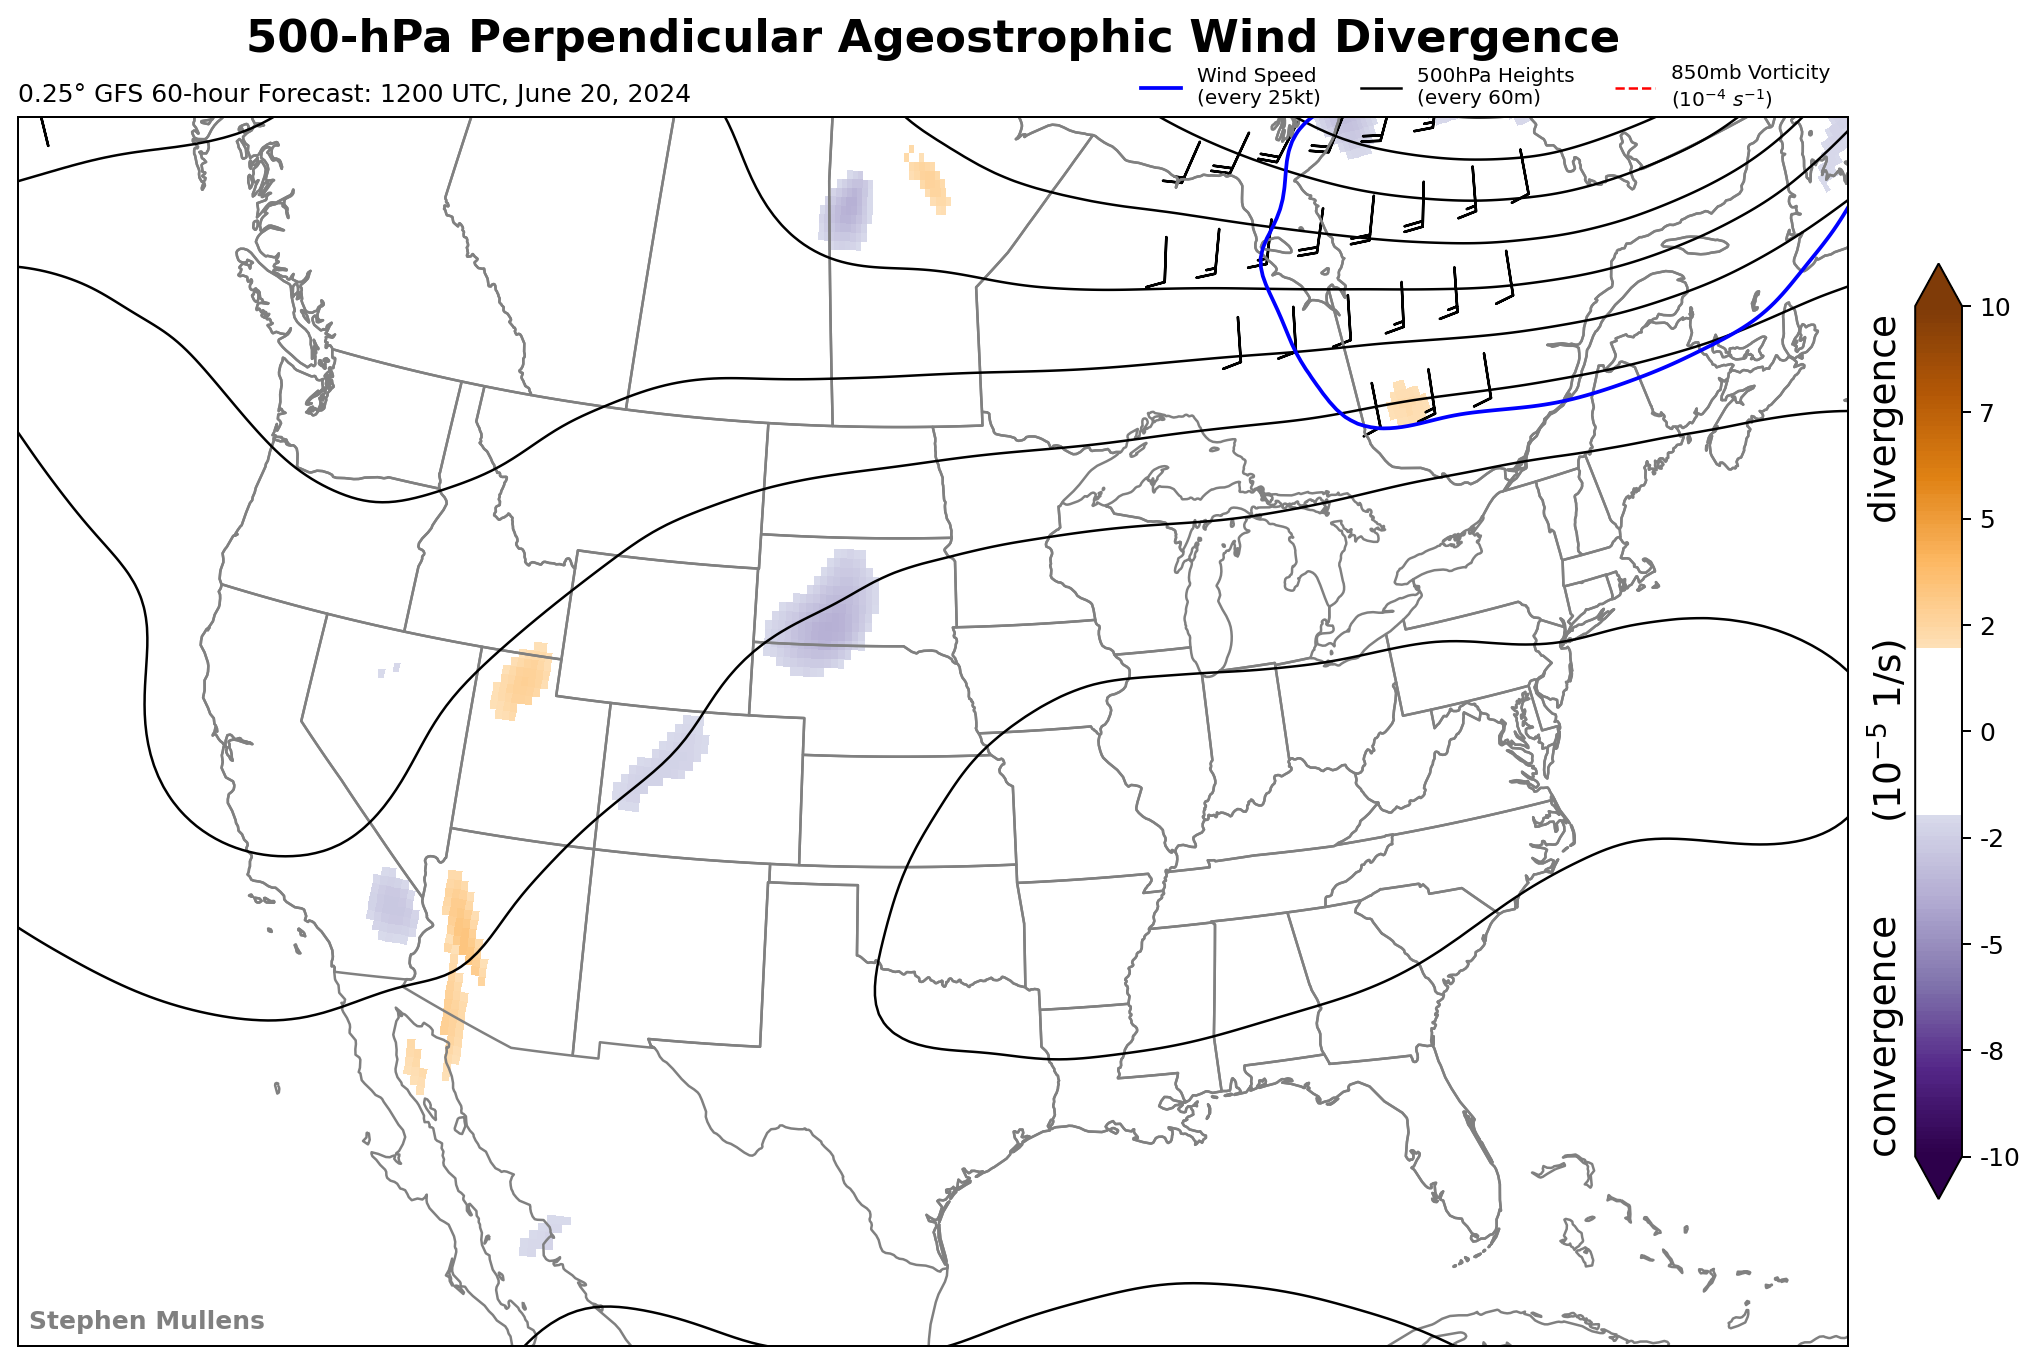 500-hPa Perpendicular Ageostrophic Wind Divergence
0.25° GFS 60-hour Forecast: 1200 UTC, June 20, 2024
Wind Speed
(every 25kt)
500hPa Heights
(every 60m)
850mb Vorticity
(10⁻⁴ s⁻¹)
10
7
5
2
0
-2
-5
-8
-10
convergence (10⁻⁵ 1/s) divergence
Stephen Mullens